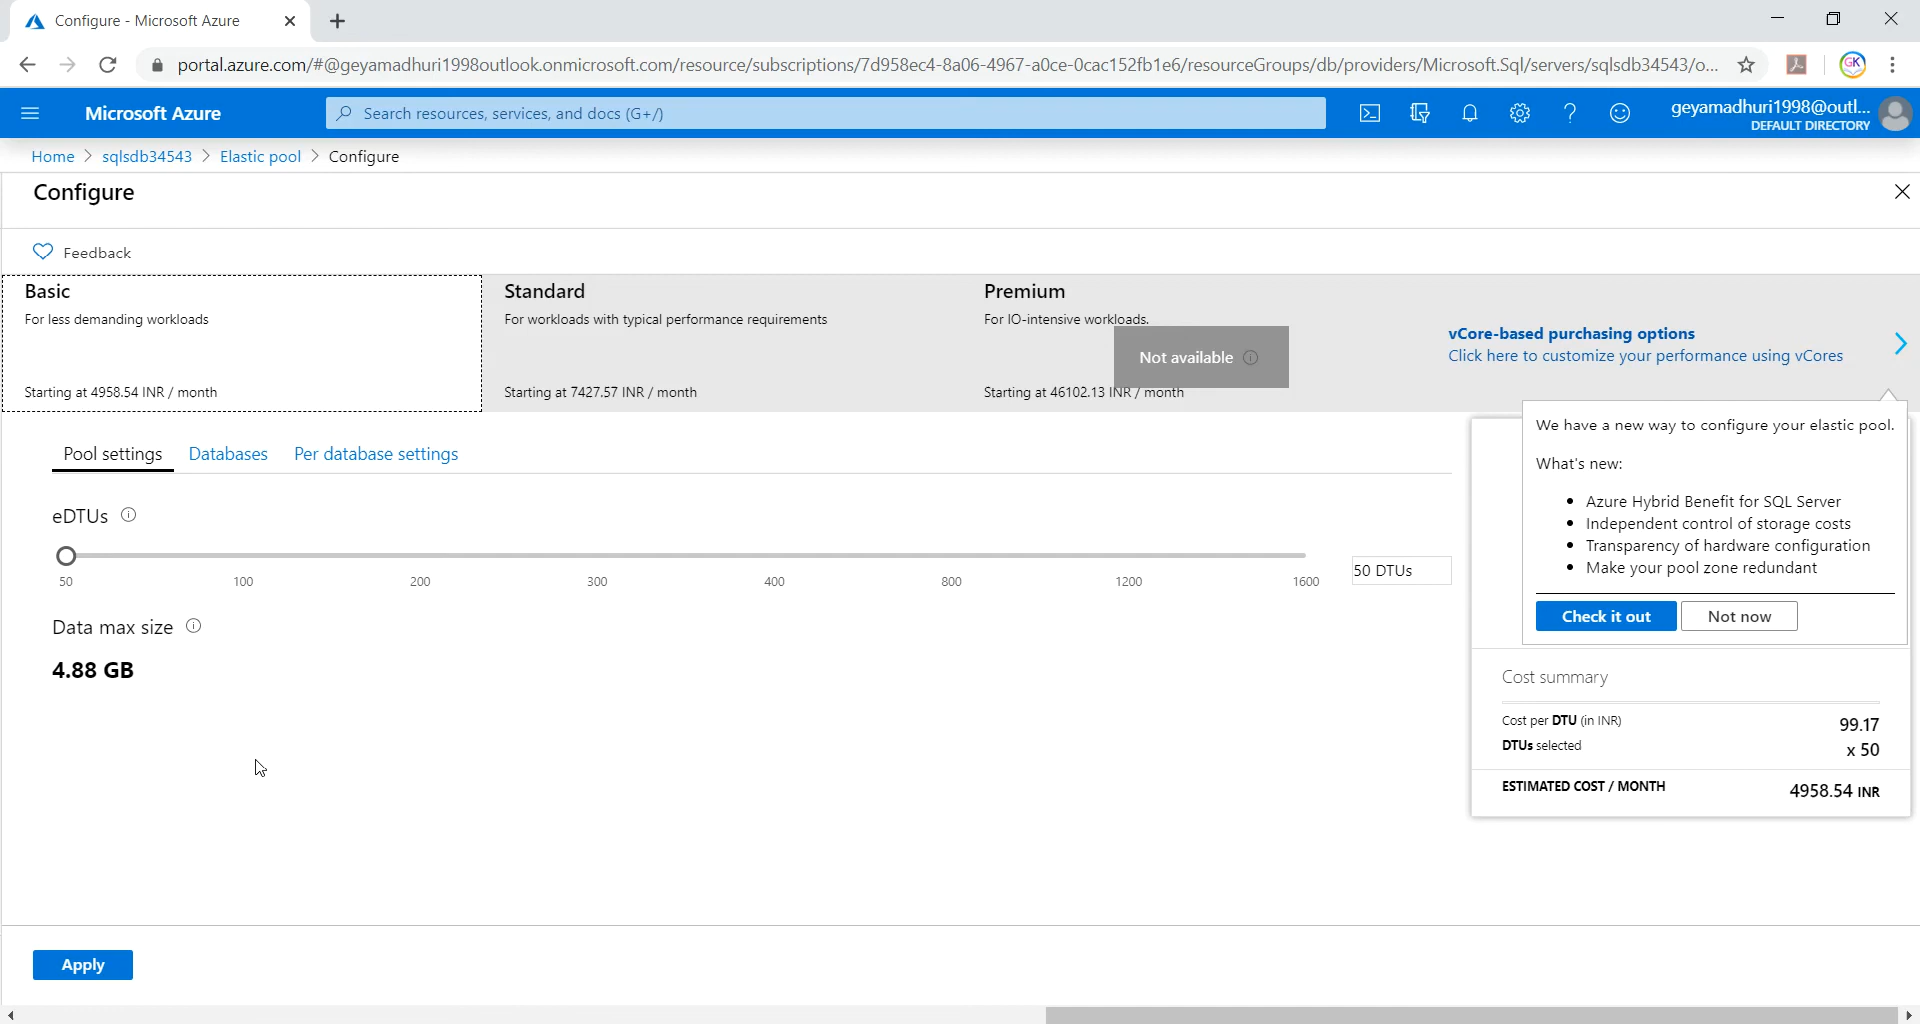 Configure - Microsoft Azure
portal.azure.com/#@geyamadhuri1998outlook.onmicrosoft.com/resource/subscriptions/7d958ec4-8a06-4967-a0ce-0cac152fb1e6/resourceGroups/db/providers/Microsoft.Sql/servers/sqlsdb34543/o...
GK
Microsoft Azure
Search resources, services, and docs (G+/)
geyamadhuri1998@outl...
DEFAULT DIRECTORY
Home > sqlsdb34543 > Elastic pool > Configure
Configure
Feedback
Basic
For less demanding workloads
Starting at 4958.54 INR / month
Standard
For workloads with typical performance requirements
Starting at 7427.57 INR / month
Premium
For IO-intensive workloads.
Not available
Starting at 46102.13 INR / month
vCore-based purchasing options
Click here to customize your performance using vCores
We have a new way to configure your elastic pool.
What's new:
• Azure Hybrid Benefit for SQL Server
• Independent control of storage costs
• Transparency of hardware configuration
• Make your pool zone redundant
Check it out Not now
Pool settings Databases Per database settings
eDTUs
50 100 200 300 400 800 1200 1600
50 DTUs
Data max size
4.88 GB
Cost summary
Cost per DTU (in INR) 99.17
DTUs selected x 50
ESTIMATED COST / MONTH 4958.54 INR
Apply